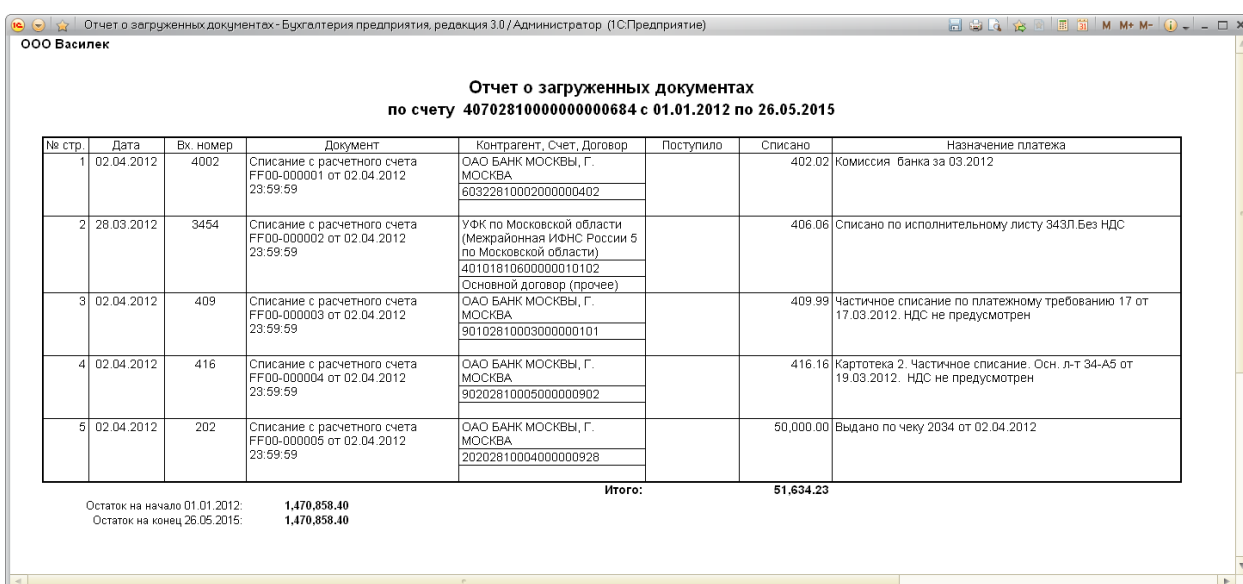 Отчет о загруженных документах - Бухгалтерия предприятия, редакция 3.0 / Администратор (1С:Предприятие)
M M+ M-
ООО Василек
Отчет о загруженных документах
по счету 40702810000000000684 с 01.01.2012 по 26.05.2015
№ стр. Дата Вх. номер Документ Контрагент, Счет, Договор Поступило Списано Назначение платежа
1 02.04.2012 4002 Списание с расчетного счета ОАО БАНК МОСКВЫ, Г. 402.02 Комиссия банка за 03.2012
FF00-000001 от 02.04.2012 МОСКВА
23:59:59 60322810002000000402
2 28.03.2012 3454 Списание с расчетного счета УФК по Московской области 406.06 Списано по исполнительному листу 343Л.Без НДС
FF00-000002 от 02.04.2012 (Межрайонная ИФНС России 5
23:59:59 по Московской области)
40101810600000010102
Основной договор (прочее)
3 02.04.2012 409 Списание с расчетного счета ОАО БАНК МОСКВЫ, Г. 409.99 Частичное списание по платежному требованию 17 от
FF00-000003 от 02.04.2012 МОСКВА 17.03.2012. НДС не предусмотрен
23:59:59 90102810003000000101
4 02.04.2012 416 Списание с расчетного счета ОАО БАНК МОСКВЫ, Г. 416.16 Картотека 2. Частичное списание. Осн. л-т 34-А5 от
FF00-000004 от 02.04.2012 МОСКВА 19.03.2012. НДС не предусмотрен
23:59:59 90202810005000000902
5 02.04.2012 202 Списание с расчетного счета ОАО БАНК МОСКВЫ, Г. 50,000.00 Выдано по чеку 2034 от 02.04.2012
FF00-000005 от 02.04.2012 МОСКВА
23:59:59 20202810004000000928
Итого: 51,634.23
Остаток на начало 01.01.2012: 1,470,858.40
Остаток на конец 26.05.2015: 1,470,858.40